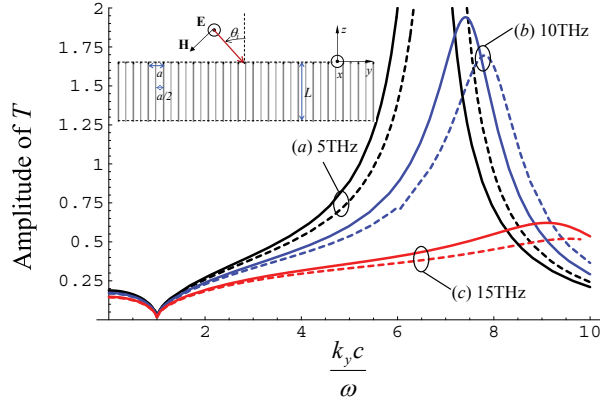 2
1.75
1.5
1.25
1
0.75
0.5
0.25
Amplitude of T
E
H
θi
a
a/2
L
z
x
y
(a) 5THz
(b) 10THz
(c) 15THz
2
4
6
8
10
kyc
ω